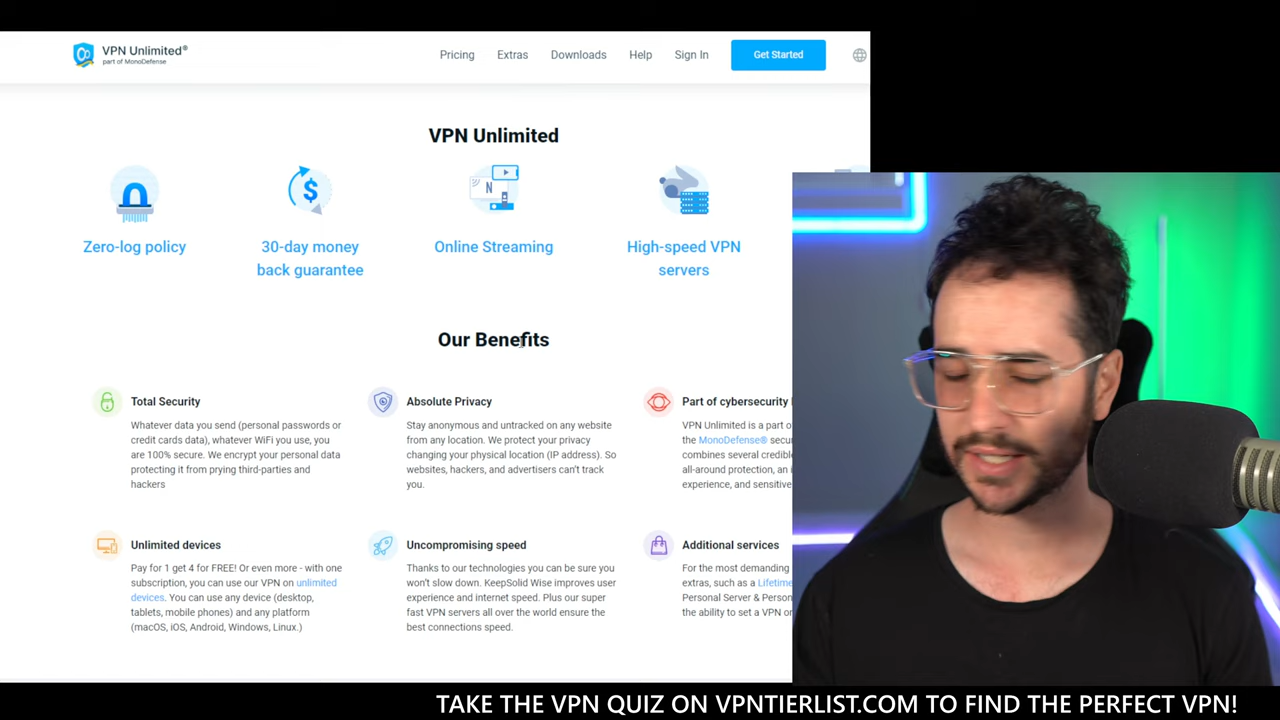 VPN Unlimited®
part of MonoDefense
Pricing Extras Downloads Help Sign In Get Started
VPN Unlimited
N
Zero-log policy
30-day money
back guarantee
Online Streaming
High-speed VPN
servers
Our Benefits
Total Security
Whatever data you send (personal passwords or
credit cards data), whatever WiFi you use, you
are 100% secure. We encrypt your personal data
protecting it from prying third-parties and
hackers
Absolute Privacy
Stay anonymous and untracked on any website
from any location. We protect your privacy
changing your physical location (IP address). So
websites, hackers, and advertisers can't track
you.
Part of cybersecurity
VPN Unlimited is a part o
the MonoDefense® secu
combines several credible
all-around protection, an i
experience, and sensitive
Unlimited devices
Pay for 1 get 4 for FREE! Or even more - with one
subscription, you can use our VPN on unlimited
devices. You can use any device (desktop,
tablets, mobile phones) and any platform
(macOS, iOS, Android, Windows, Linux.)
Uncompromising speed
Thanks to our technologies you can be sure you
won't slow down. KeepSolid Wise improves user
experience and internet speed. Plus our super
fast VPN servers all over the world ensure the
best connections speed.
Additional services
For the most demanding
extras, such as a Lifetime
Personal Server & Person
the ability to set a VPN or
TAKE THE VPN QUIZ ON VPNTIERLIST.COM TO FIND THE PERFECT VPN!